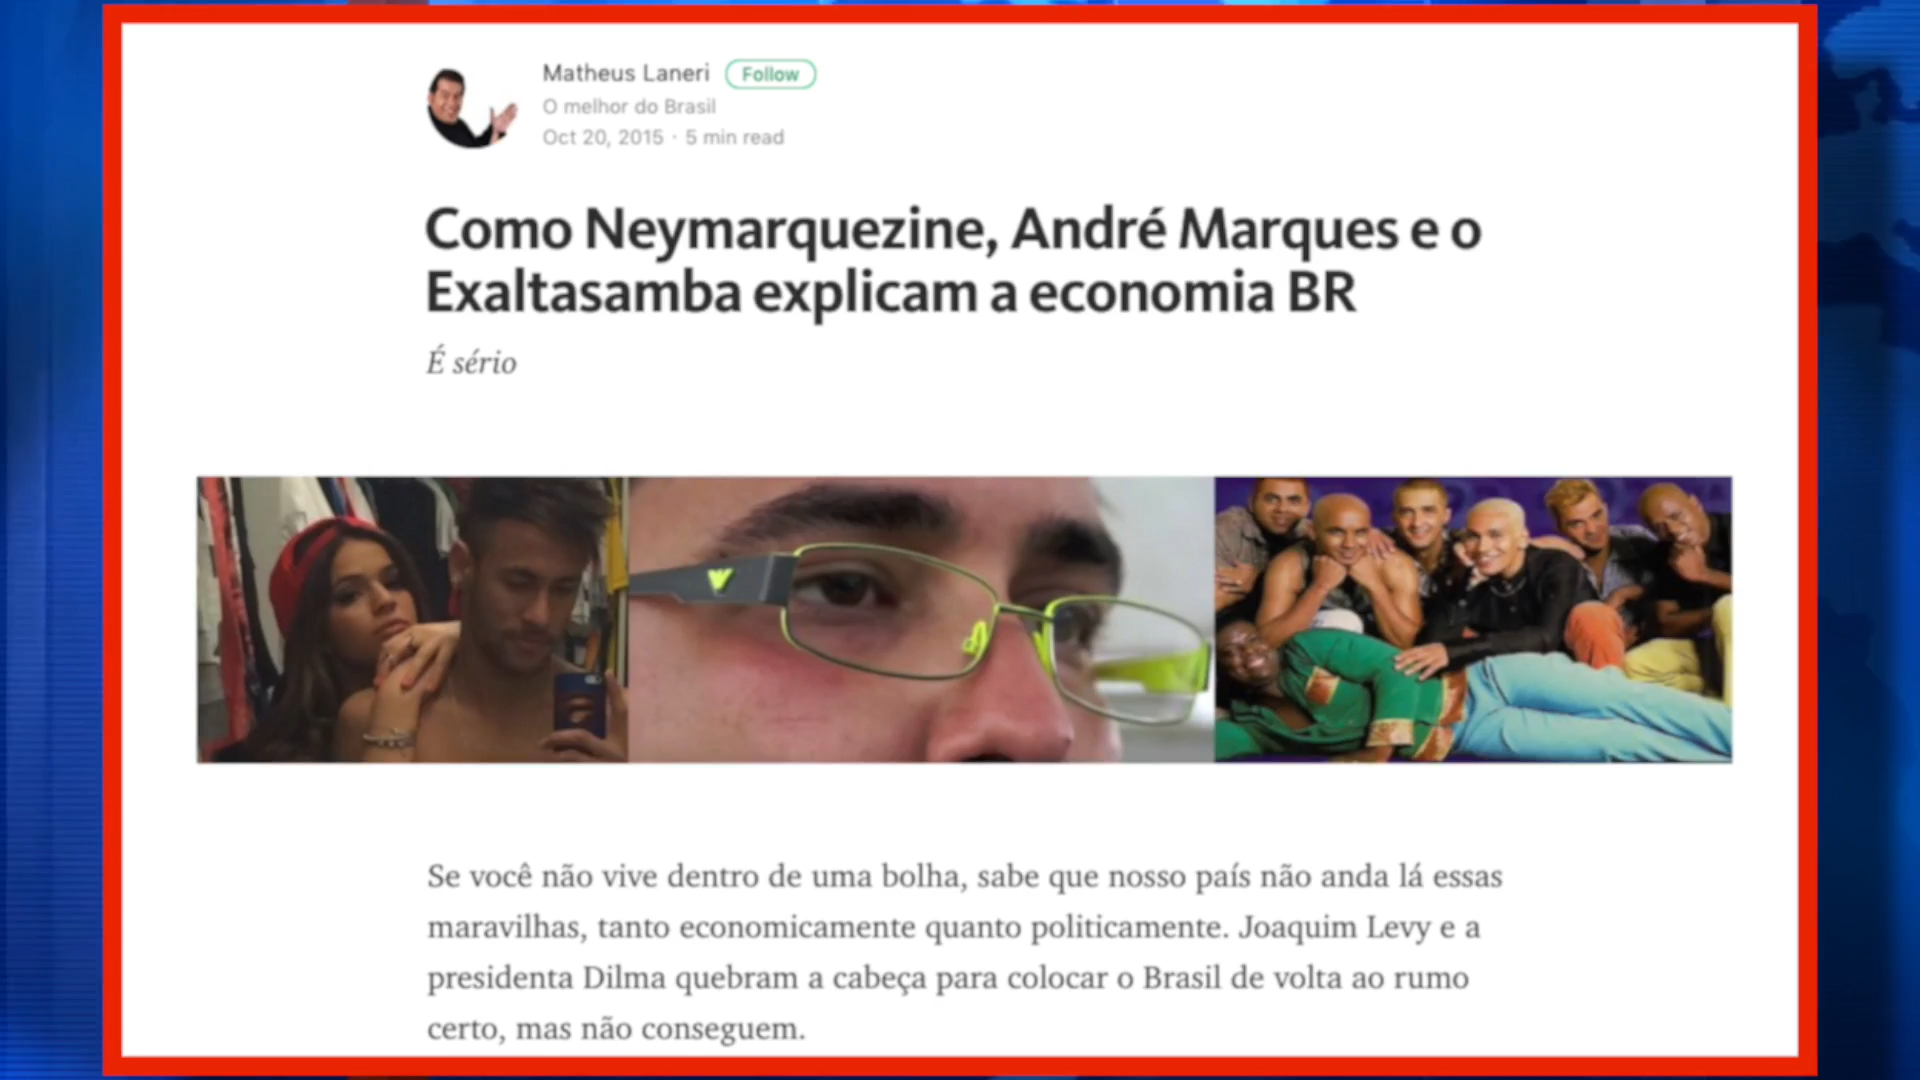 Matheus Laneri Follow
O melhor do Brasil
Oct 20, 2015 · 5 min read
Como Neymarquezine, André Marques e o
Exaltasamba explicam a economia BR
É sério
Se você não vive dentro de uma bolha, sabe que nosso país não anda lá essas
maravilhas, tanto economicamente quanto politicamente. Joaquim Levy e a
presidenta Dilma quebram a cabeça para colocar o Brasil de volta ao rumo
certo, mas não conseguem.